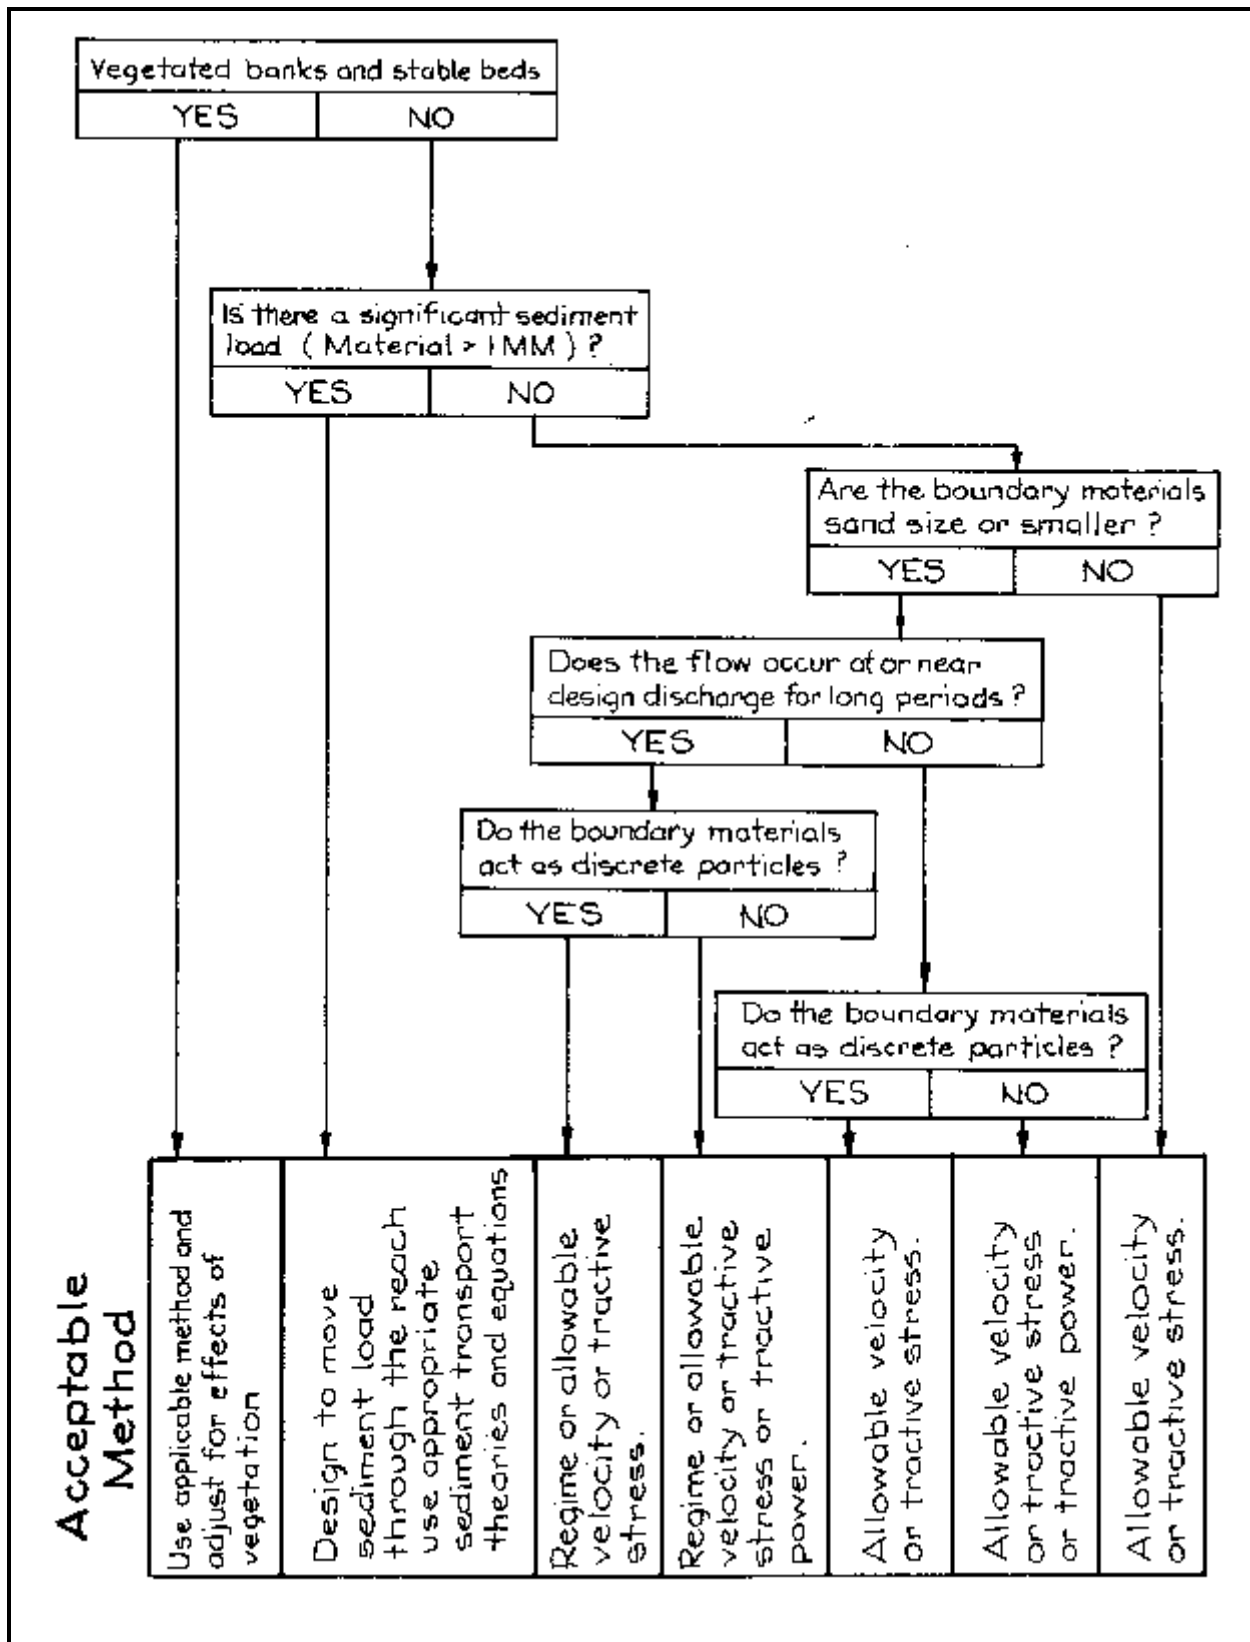 Vegetated banks and stable beds
YES NO
Is there a significant sediment
load ( Material > 1MM ) ?
YES NO
Are the boundary materials
sand size or smaller ?
YES NO
Does the flow occur at or near
design discharge for long periods ?
YES NO
Do the boundary materials
act as discrete particles ?
YES NO
Do the boundary materials
act as discrete particles ?
YES NO
Acceptable
Method
Use applicable method and
adjust for effects of
vegetation
Design to move
sediment load
through the reach
use appropriate
sediment transport
theories and equations
Regime or allowable
velocity or tractive
stress.
Regime or allowable
velocity or tractive
stress or tractive
power.
Allowable velocity
or tractive stress.
Allowable velocity
or tractive stress
or tractive power.
Allowable velocity
or tractive stress.